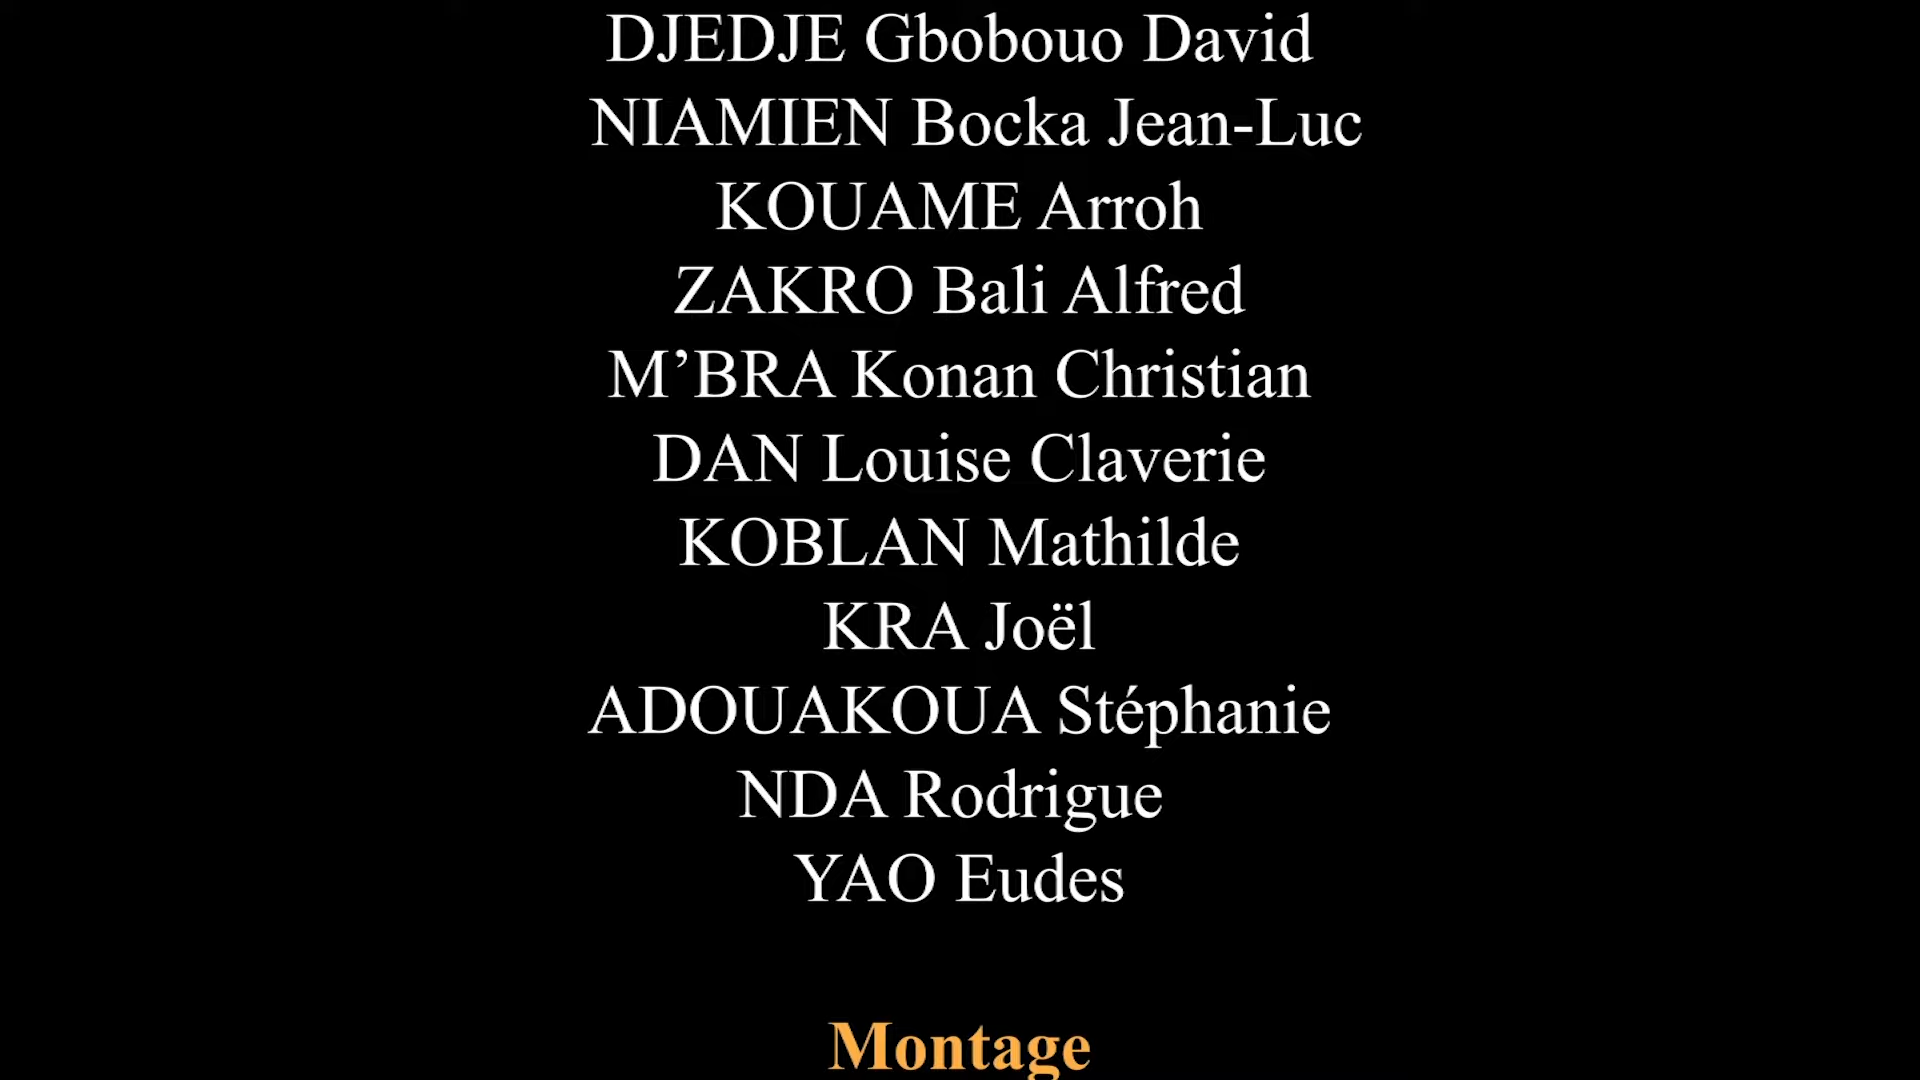 DJEDJE Gbobouo David
NIAMIEN Bocka Jean-Luc
KOUAME Arroh
ZAKRO Bali Alfred
M’BRA Konan Christian
DAN Louise Claverie
KOBLAN Mathilde
KRA Joël
ADOUAKOUA Stéphanie
NDA Rodrigue
YAO Eudes
Montage